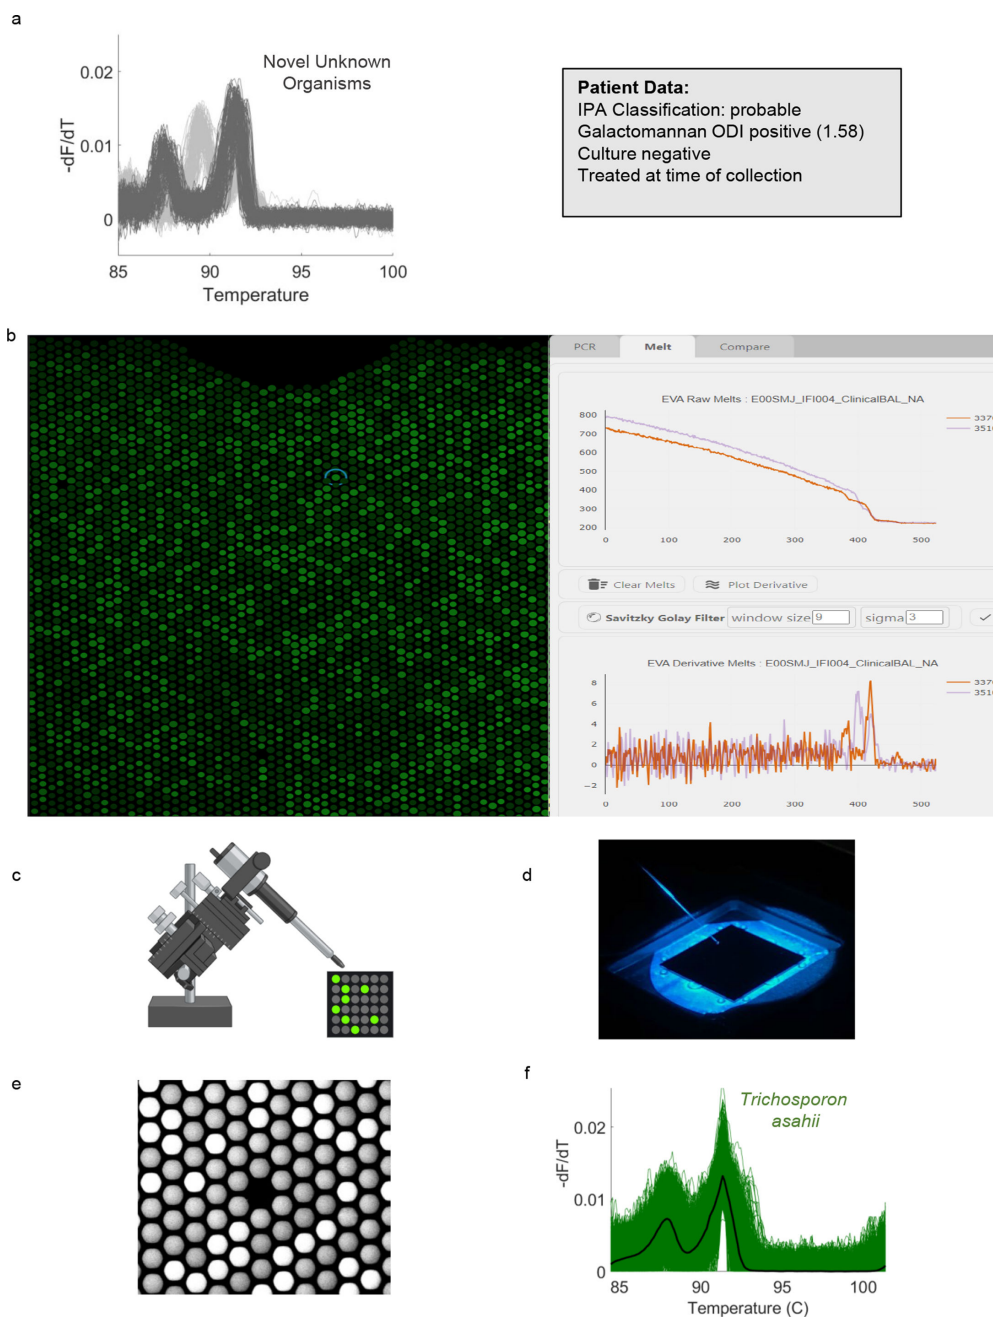 a
Novel Unknown
Organisms
0.02
0.01
0
-dF/dT
85
90
95
100
Temperature
Patient Data:
IPA Classification: probable
Galactomannan ODI positive (1.58)
Culture negative
Treated at time of collection
b
PCR
Melt
Compare
EVA Raw Melts : E00SMJ_IFI004_ClinicalBAL_NA
800
700
600
500
400
300
200
0
100
200
300
400
500
337
351
Clear Melts
Plot Derivative
Savitzky Golay Filter
window size 9
sigma 3
EVA Derivative Melts : E00SMJ_IFI004_ClinicalBAL_NA
8
6
4
2
0
−2
0
100
200
300
400
500
337
351
c
d
e
f
Trichosporon
asahii
0.02
0.01
0
-dF/dT
85
90
95
100
Temperature (C)